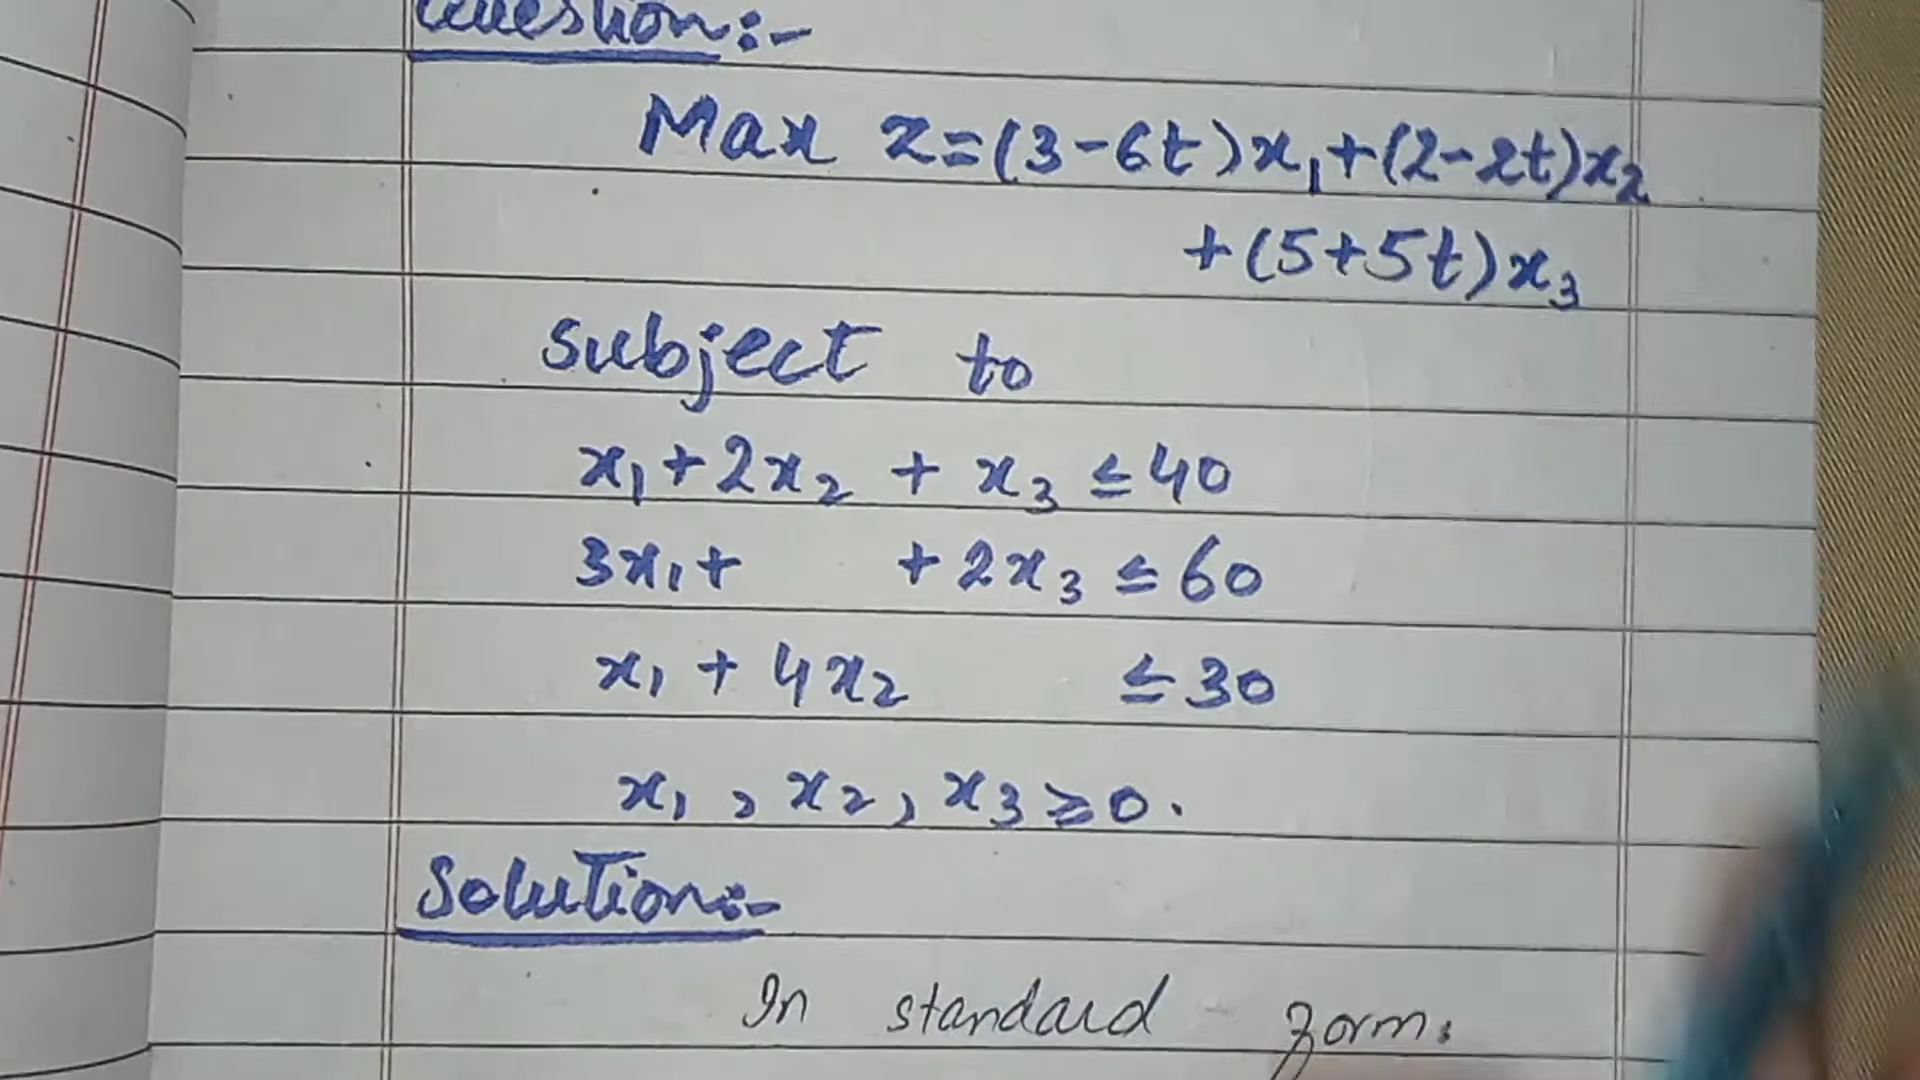 Question:-
Max z=(3-6t)x₁+(2-2t)x₂
+(5+5t)x₃
Subject to
x₁+2x₂ + x₃ ≤40
3x₁+ +2x₃ ≤60
x₁ + 4x₂ ≤30
x₁ , x₂ , x₃ ≥0.
Solution:-
In standard form: